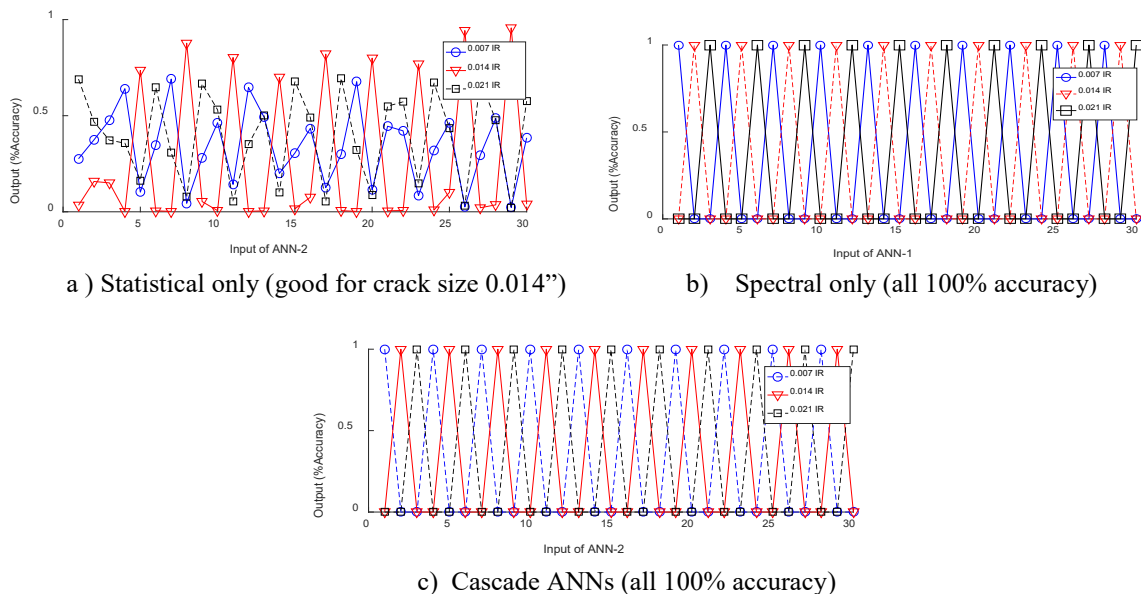 1
0.5
0
Output (%Accuracy)
0.007 IR
0.014 IR
0.021 IR
0 5 10 15 20 25 30
Input of ANN-2
a ) Statistical only (good for crack size 0.014”)
1
0.5
0
Output (%Accuracy)
0.007 IR
0.014 IR
0.021 IR
0 5 10 15 20 25 30
Input of ANN-1
b) Spectral only (all 100% accuracy)
1
0.5
0
Output (%Accuracy)
0.007 IR
0.014 IR
0.021 IR
0 5 10 15 20 25 30
Input of ANN-2
c) Cascade ANNs (all 100% accuracy)